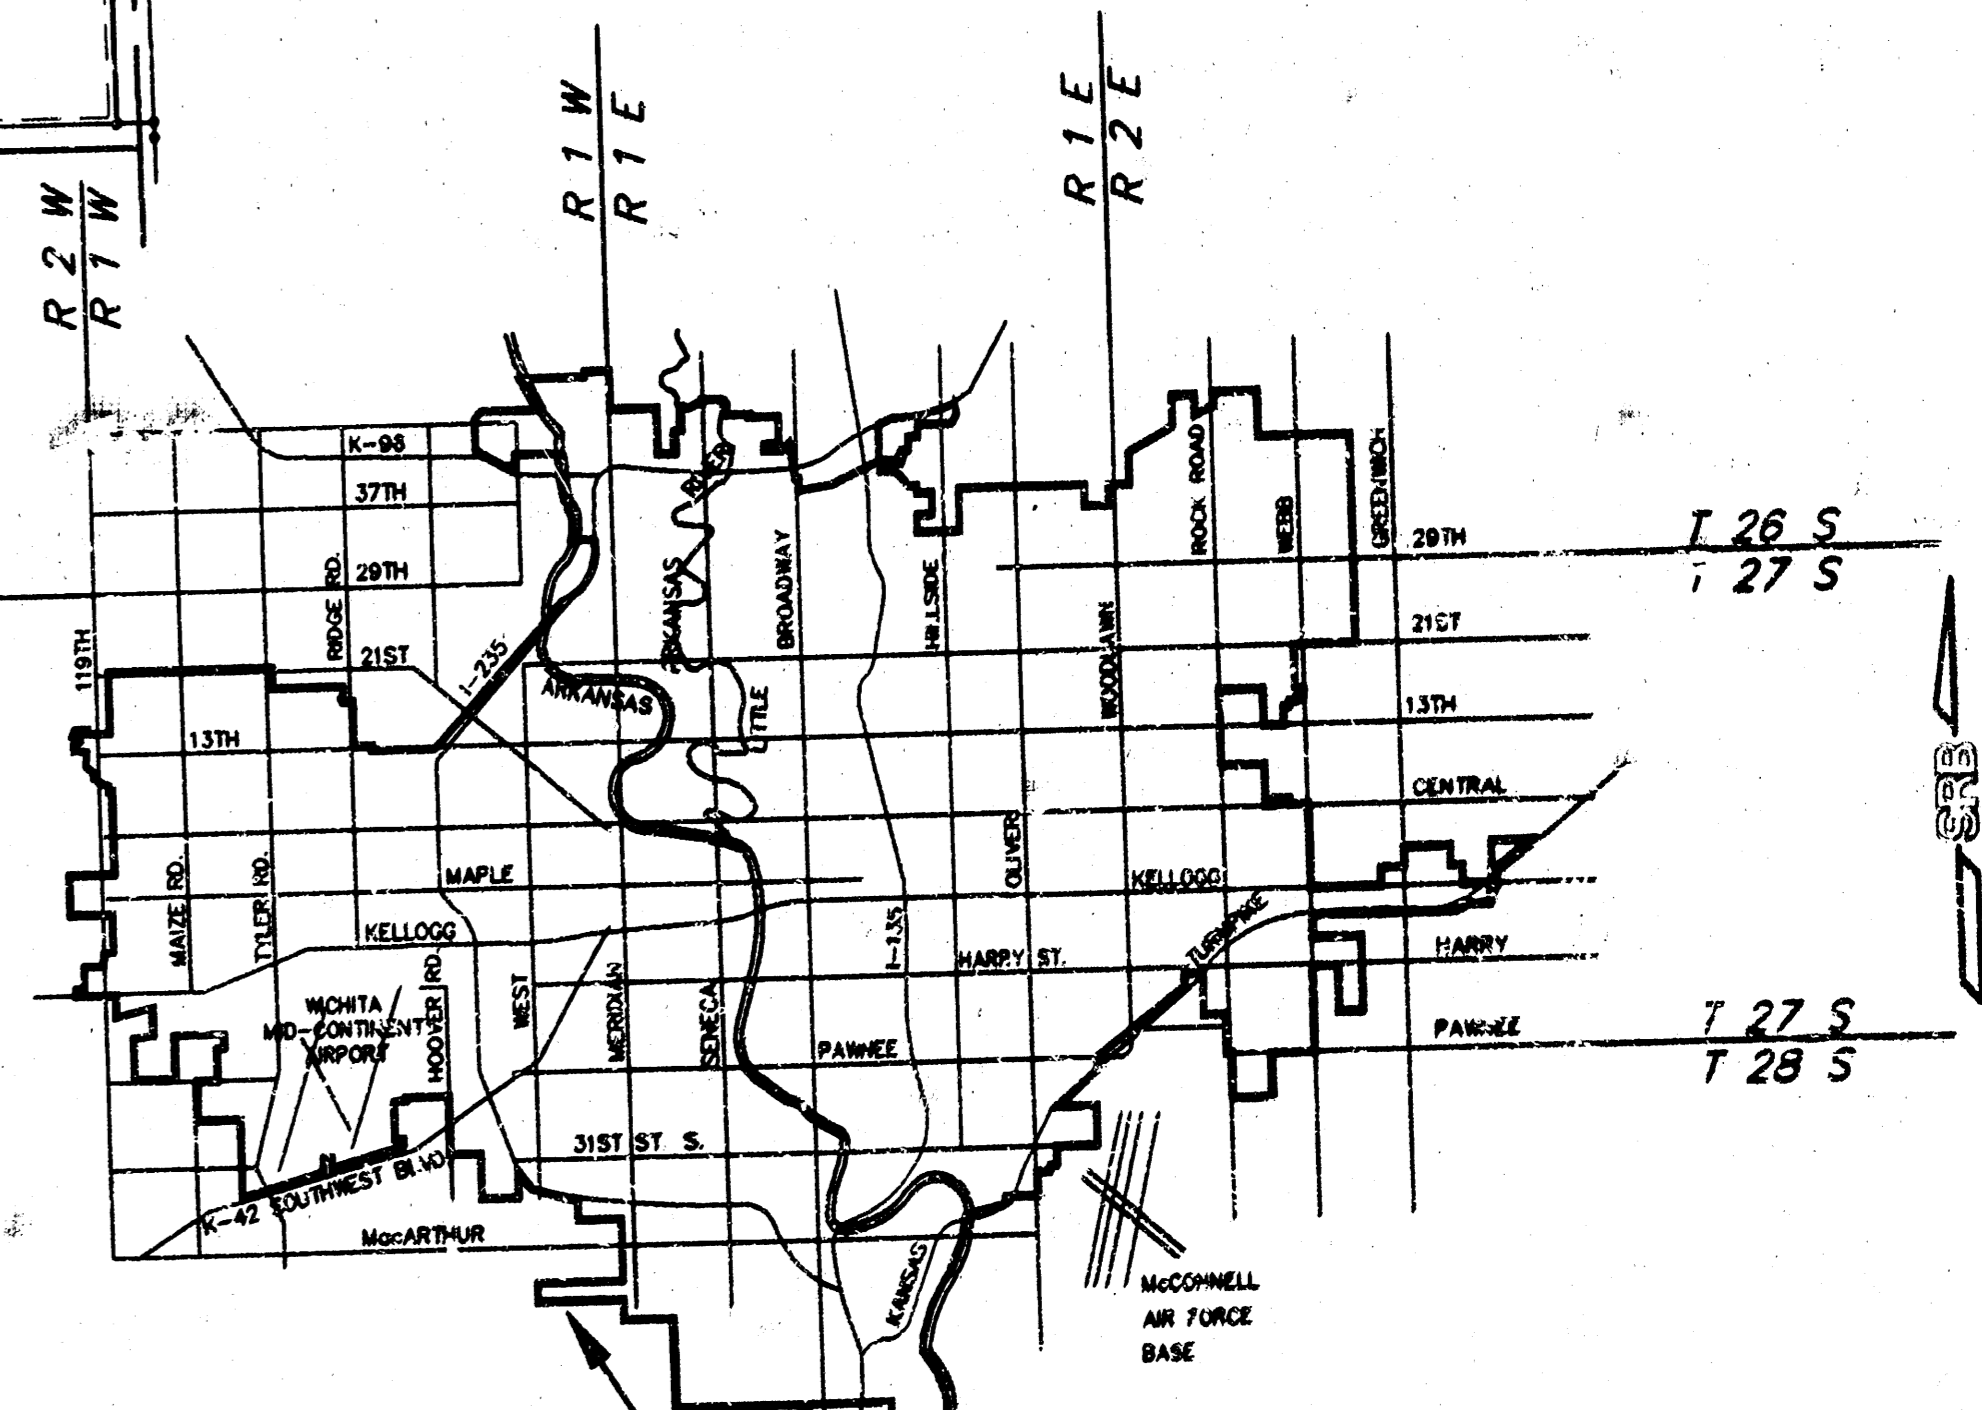 R 2 W
R 1 W
R 1 W
R 1 E
R 1 E
R 2 E
K-96
37TH
29TH
RIDGE RD.
21ST
119TH
I-235
13TH
ARKANSAS
ARKANSAS
RIVER
LITTLE
BROADWAY
HILLSIDE
WOODLAWN
ROCK ROAD
WEBB
GREENWICH
29TH
T 26 S
T 27 S
21ST
13TH
CENTRAL
MAIZE RD.
TYLER RD.
MAPLE
KELLOGG
OLIVER
KELLOGG
TURNPIKE
I-135
HARRY ST.
HARRY
WICHITA
MID-CONTINENT
AIRPORT
HOOVER RD.
WEST
MERIDIAN
SENECA
PAWNEE
PAWNEE
T 27 S
T 28 S
31ST ST S.
K-42 SOUTHWEST BLVD.
MacARTHUR
KANSAS
McCONNELL
AIR FORCE
BASE